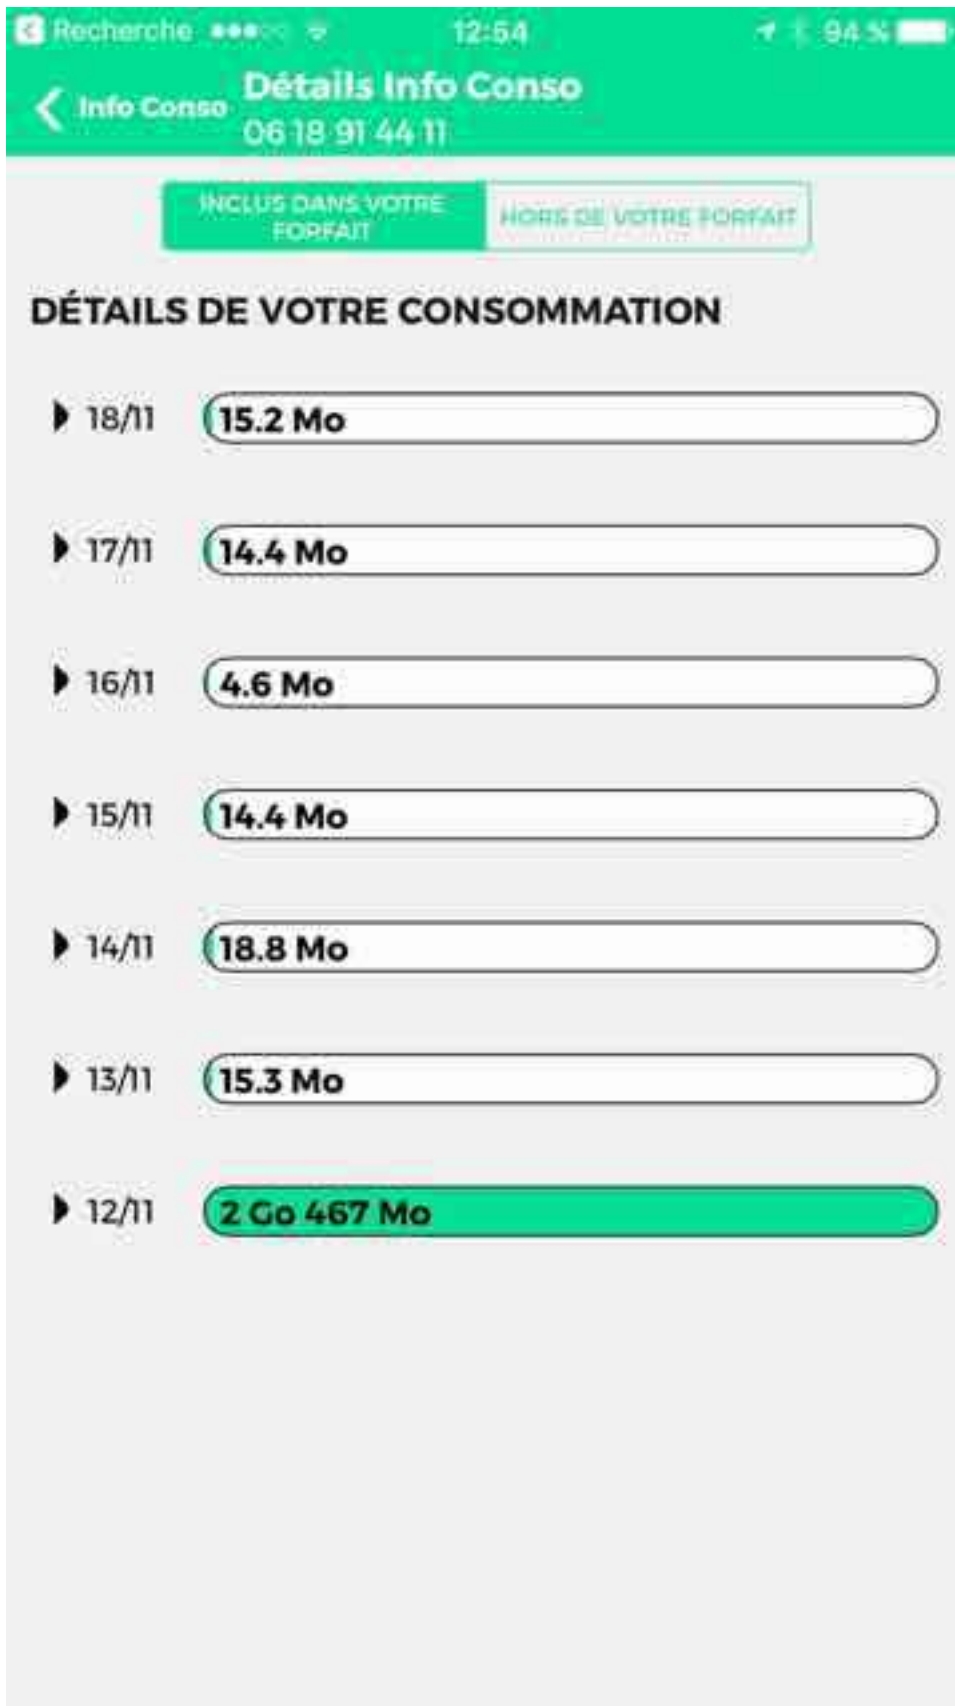 Recherche 12:54 94 %
Info Conso
Détails Info Conso
06 18 91 44 11
INCLUS DANS VOTRE
FORFAIT
HORS DE VOTRE FORFAIT
DÉTAILS DE VOTRE CONSOMMATION
18/11 15.2 Mo
17/11 14.4 Mo
16/11 4.6 Mo
15/11 14.4 Mo
14/11 18.8 Mo
13/11 15.3 Mo
12/11 2 Go 467 Mo